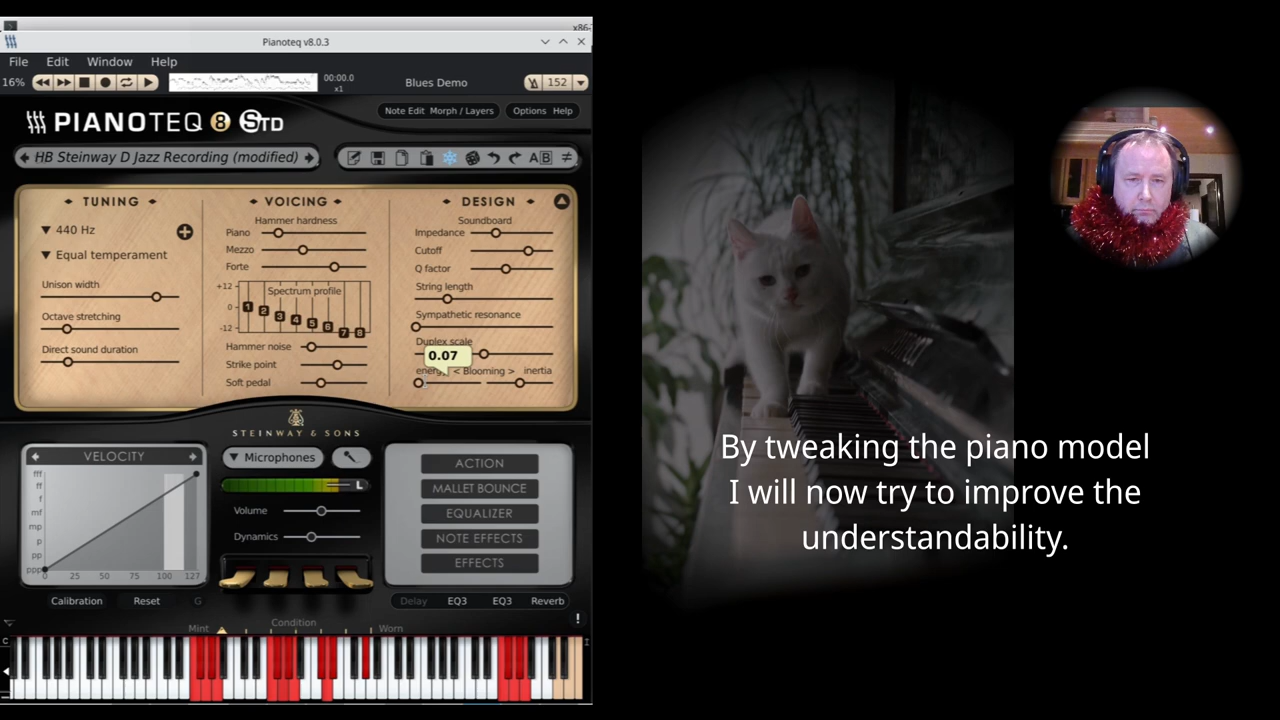 x86-
Pianoteq v8.0.3
File Edit Window Help
16% 00:00.0 x1 Blues Demo 152
PIANOTEQ 8 STD
Note Edit Morph / Layers Options Help
HB Steinway D Jazz Recording (modified)
A B
TUNING
440 Hz
Equal temperament
Unison width
Octave stretching
Direct sound duration
VOICING
Hammer hardness
Piano
Mezzo
Forte
Spectrum profile
+12
0
-12
1 2 3 4 5 6 7 8
Hammer noise
Strike point
Soft pedal
DESIGN
Soundboard
Impedance
Cutoff
Q factor
String length
Sympathetic resonance
Duplex scale
0.07
energy < Blooming > inertia
STEINWAY & SONS
VELOCITY
fff
ff
f
mf
mp
p
pp
ppp
0 25 50 75 100 127
Calibration Reset G
Microphones
L
Volume
Dynamics
ACTION
MALLET BOUNCE
EQUALIZER
NOTE EFFECTS
EFFECTS
Delay EQ3 EQ3 Reverb
!
Mint Condition Worn
By tweaking the piano model
I will now try to improve the
understandability.